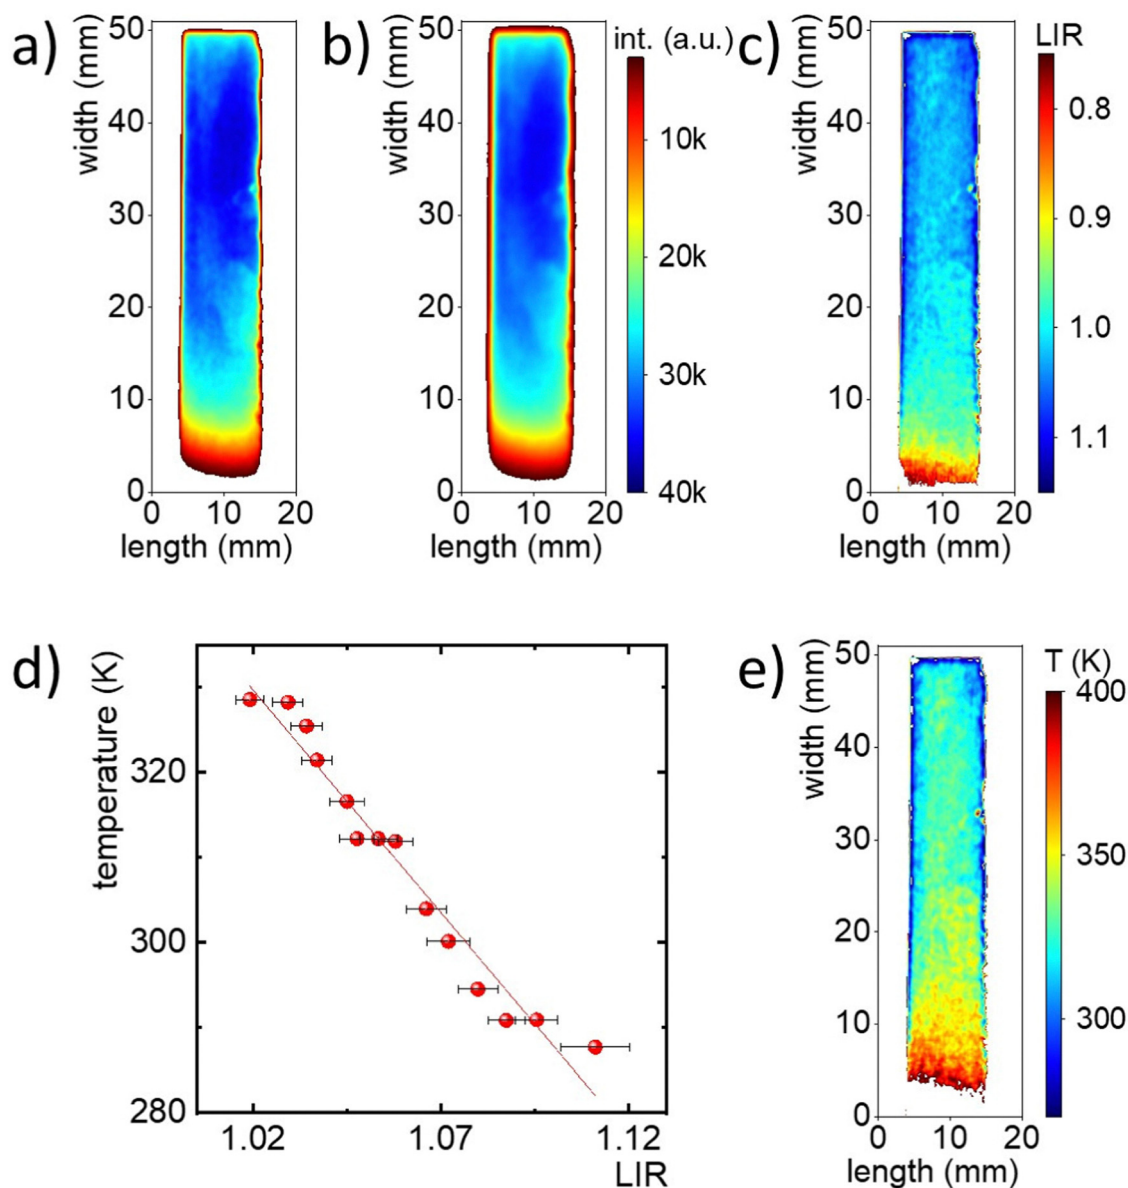 a)
width (mm)
50
40
30
20
10
0
0 10 20
length (mm)
b)
width (mm)
50
40
30
20
10
0
0 10 20
length (mm)
int. (a.u.)
10k
20k
30k
40k
c)
width (mm)
50
40
30
20
10
0
0 10 20
length (mm)
LIR
0.8
0.9
1.0
1.1
d)
temperature (K)
320
300
280
1.02 1.07 1.12
LIR
e)
width (mm)
50
40
30
20
10
0
0 10 20
length (mm)
T (K)
400
350
300